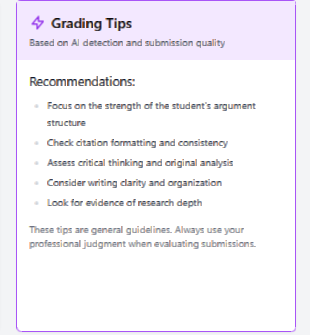 Grading Tips
Based on AI detection and submission quality
Recommendations:
Focus on the strength of the student's argument
structure
Check citation formatting and consistency
Assess critical thinking and original analysis
Consider writing clarity and organization
Look for evidence of research depth
These tips are general guidelines. Always use your
professional judgment when evaluating submissions.